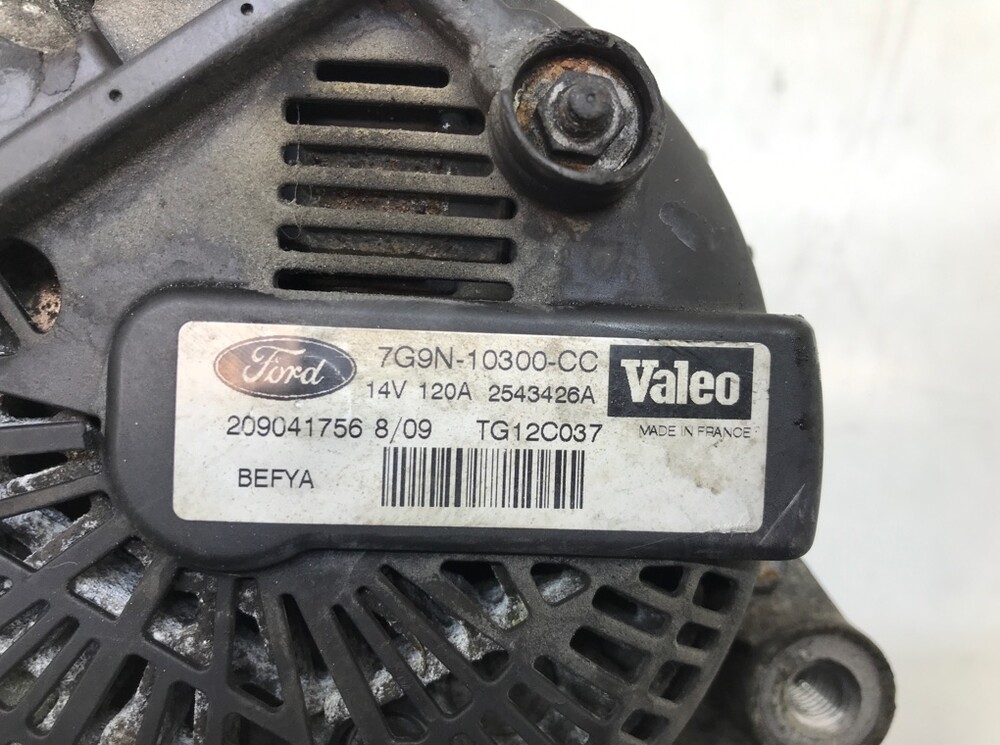 Ford 7G9N-10300-CC Valeo
14V 120A 2543426A
209041756 8/09 TG12C037 MADE IN FRANCE
BEFYA